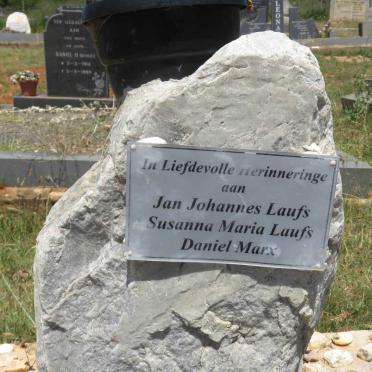 In Liefdevolle Herinneringe
aan
Jan Johannes Laufs
Susanna Maria Laufs
Daniel Marx